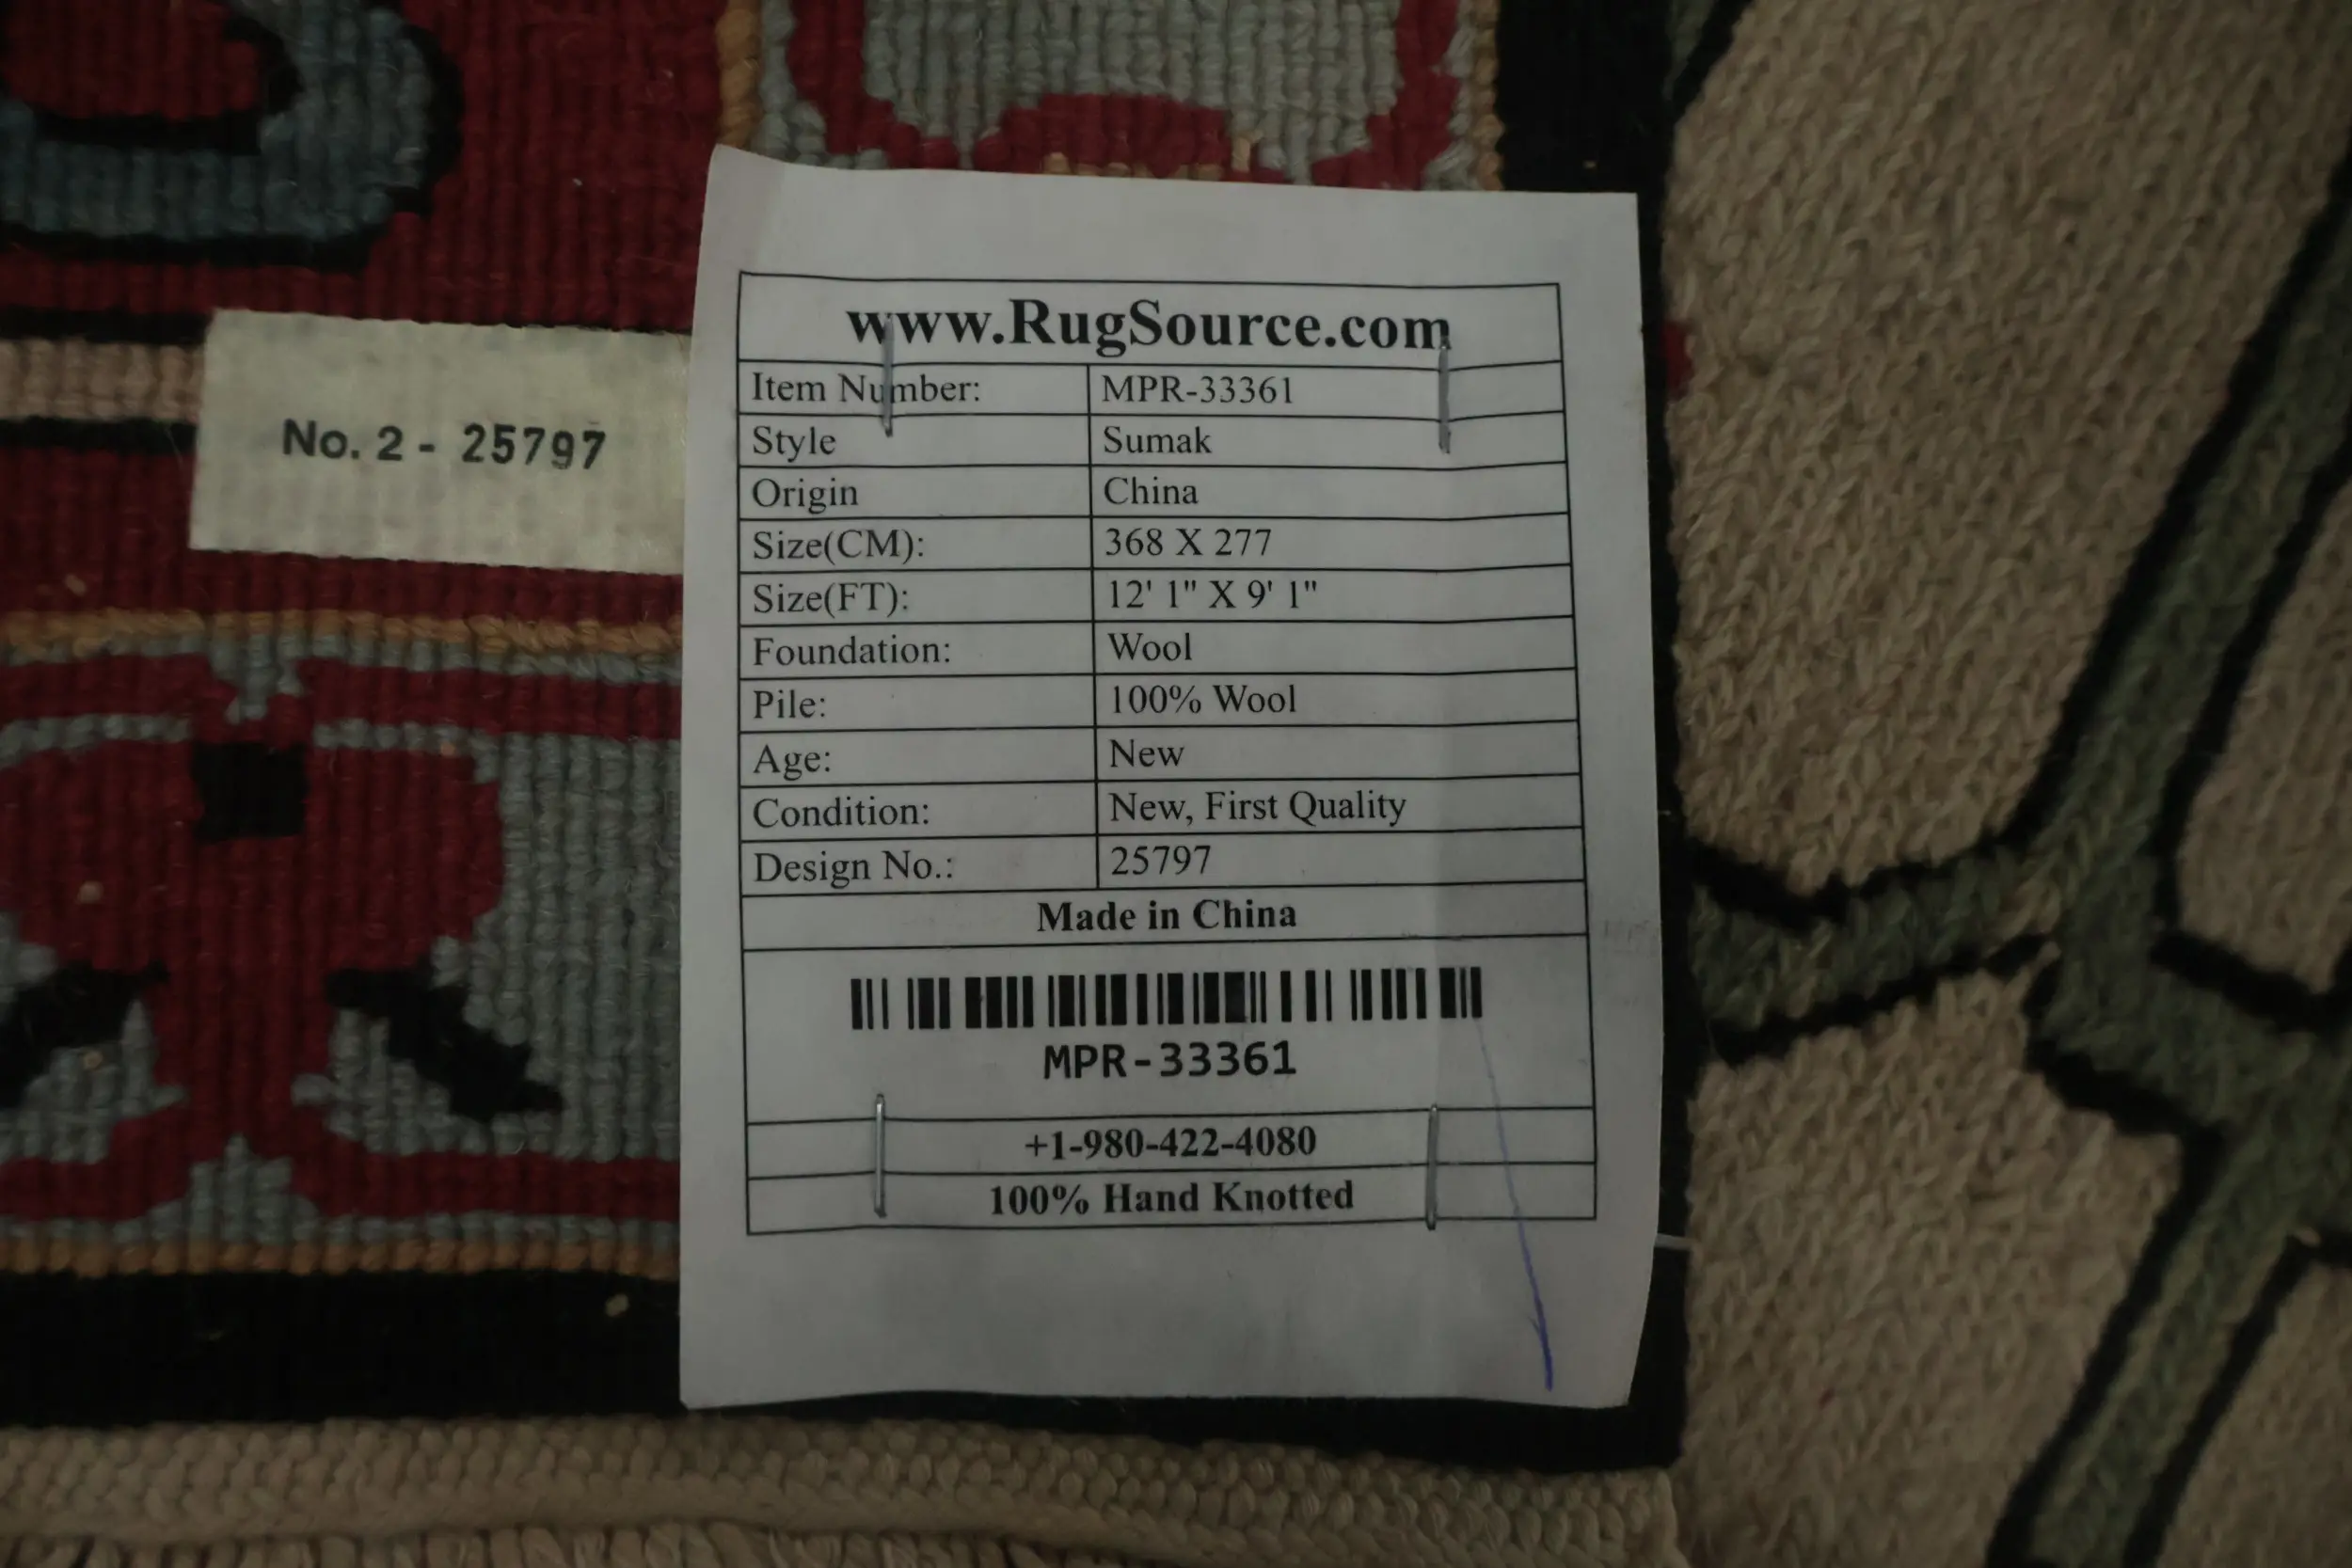 No. 2 - 25797
www.RugSource.com
Item Number: MPR-33361
Style Sumak
Origin China
Size(CM): 368 X 277
Size(FT): 12' 1" X 9' 1"
Foundation: Wool
Pile: 100% Wool
Age: New
Condition: New, First Quality
Design No.: 25797
Made in China
MPR-33361
+1-980-422-4080
100% Hand Knotted